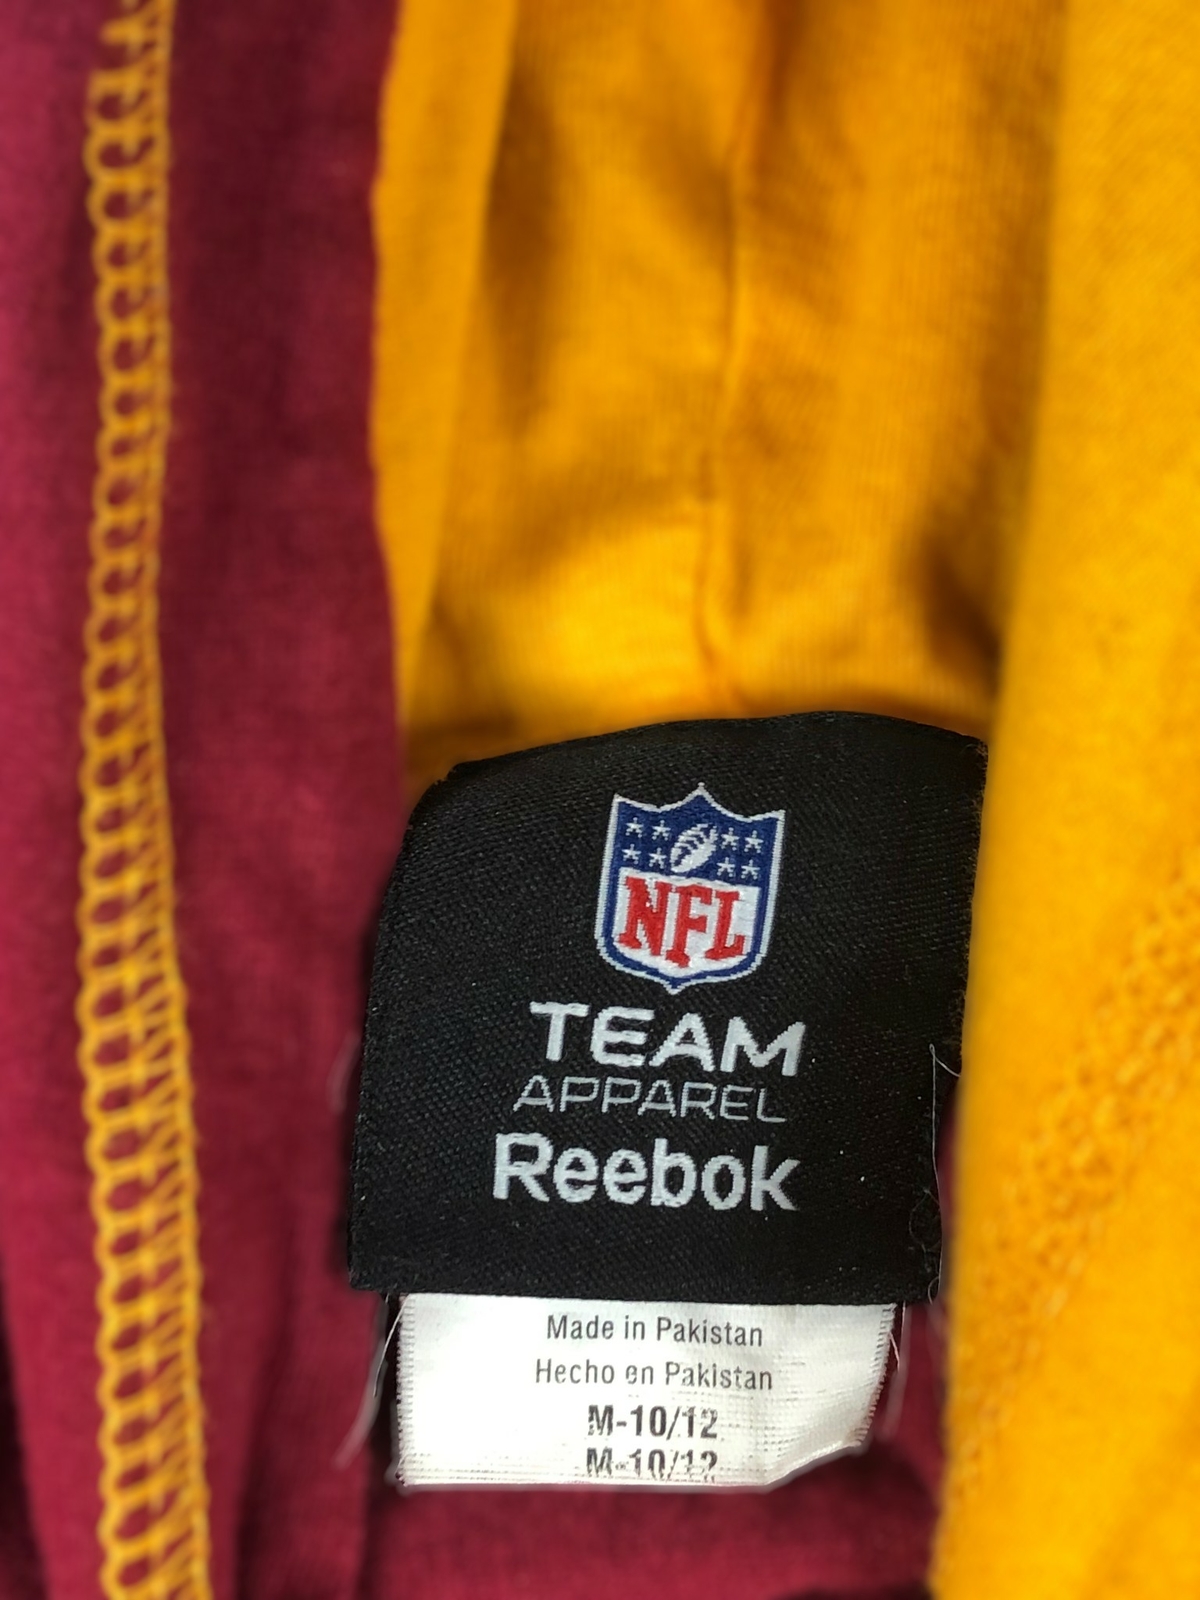 NFL
TEAM
APPAREL
Reebok
Made in Pakistan
Hecho en Pakistan
M-10/12
M-10/12